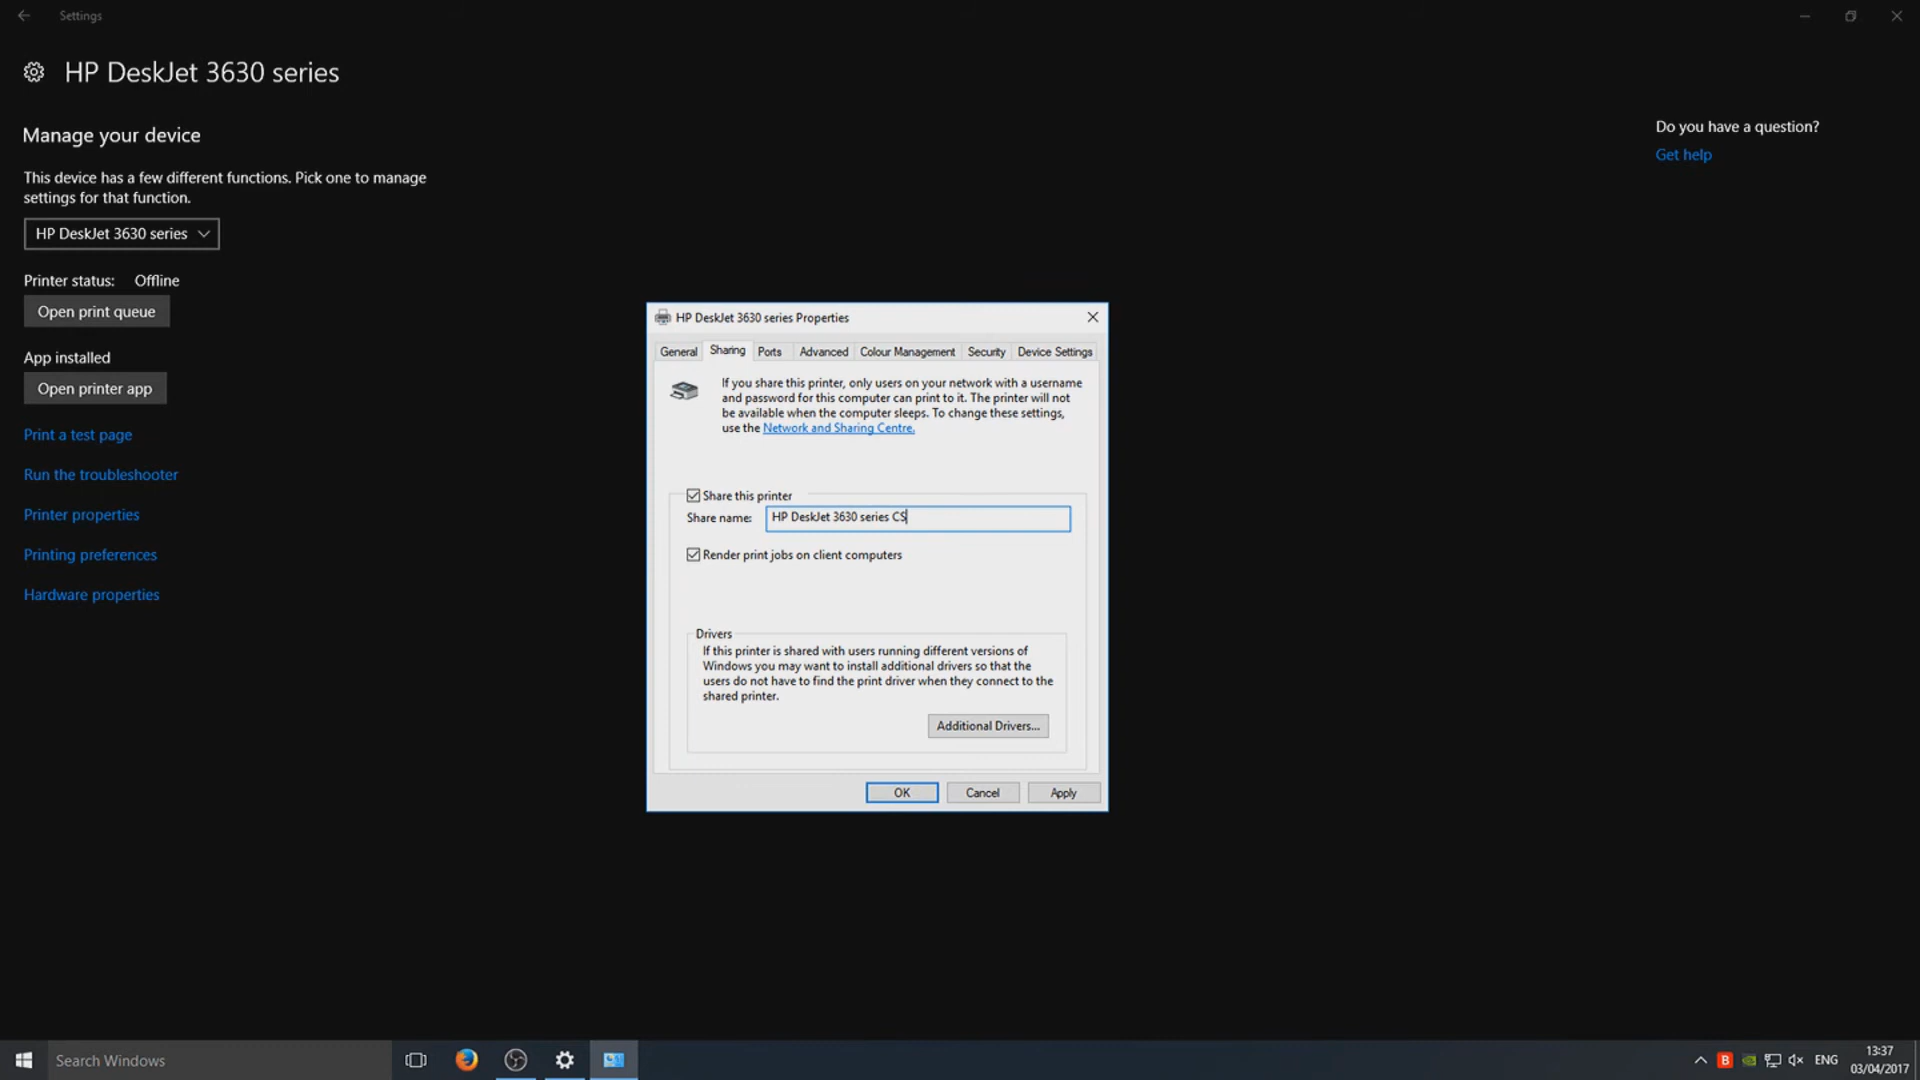 Settings
HP DeskJet 3630 series
Manage your device
This device has a few different functions. Pick one to manage
settings for that function.
HP DeskJet 3630 series
Printer status: Offline
Open print queue
App installed
Open printer app
Print a test page
Run the troubleshooter
Printer properties
Printing preferences
Hardware properties
Do you have a question?
Get help
HP DeskJet 3630 series Properties
General Sharing Ports Advanced Colour Management Security Device Settings
If you share this printer, only users on your network with a username
and password for this computer can print to it. The printer will not
be available when the computer sleeps. To change these settings,
use the Network and Sharing Centre.
Share this printer
Share name: HP DeskJet 3630 series CS
Render print jobs on client computers
Drivers
If this printer is shared with users running different versions of
Windows you may want to install additional drivers so that the
users do not have to find the print driver when they connect to the
shared printer.
Additional Drivers...
OK Cancel Apply
Search Windows
B
ENG
13:37
03/04/2017